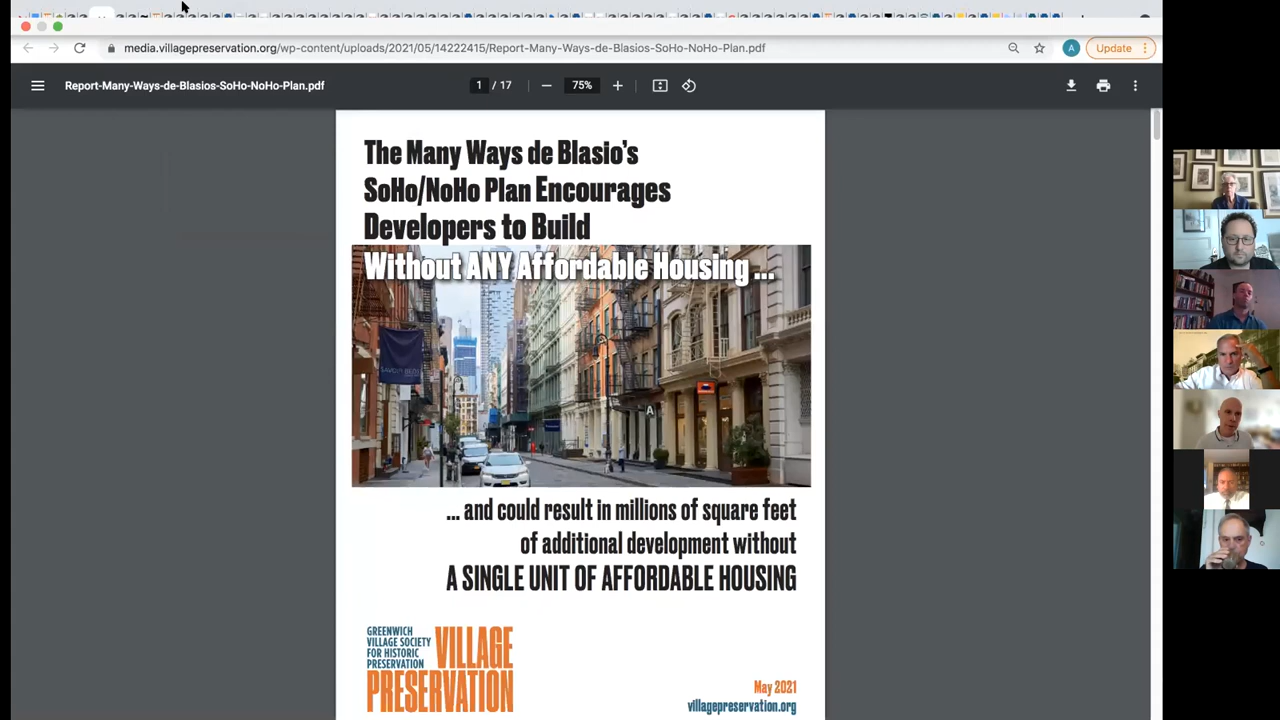 media.villagepreservation.org/wp-content/uploads/2021/05/14222415/Report-Many-Ways-de-Blasios-SoHo-NoHo-Plan.pdf
A
Update
Report-Many-Ways-de-Blasios-SoHo-NoHo-Plan.pdf
1 / 17
75%
The Many Ways de Blasio's
SoHo/NoHo Plan Encourages
Developers to Build
Without ANY Affordable Housing ...
A
... and could result in millions of square feet
of additional development without
A SINGLE UNIT OF AFFORDABLE HOUSING
GREENWICH
VILLAGE SOCIETY
FOR HISTORIC
PRESERVATION
VILLAGE
PRESERVATION
May 2021
villagepreservation.org